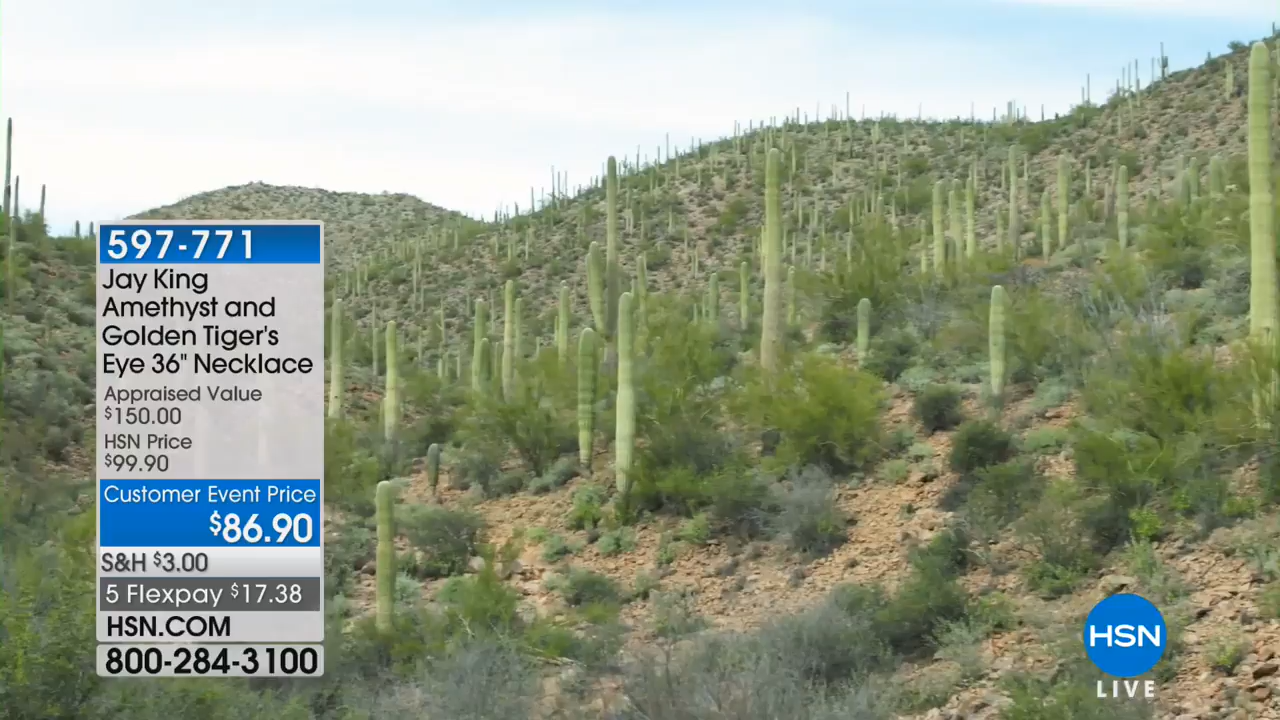 597-771
Jay King
Amethyst and
Golden Tiger's
Eye 36" Necklace
Appraised Value
$150.00
HSN Price
$99.90
Customer Event Price
$86.90
S&H $3.00
5 Flexpay $17.38
HSN.COM
800-284-3100
HSN
LIVE